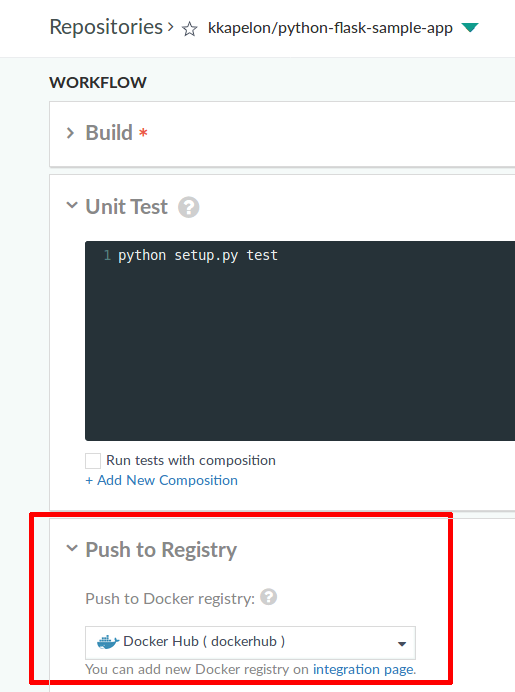 Repositories > kkapelon/python-flask-sample-app
WORKFLOW
Build *
Unit Test ?
1 python setup.py test
Run tests with composition
+ Add New Composition
Push to Registry
Push to Docker registry: ?
Docker Hub ( dockerhub )
You can add new Docker registry on integration page.